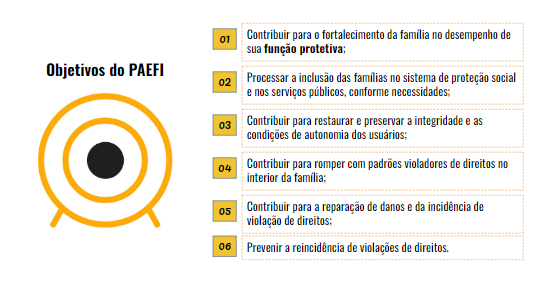 Objetivos do PAEFI
01
Contribuir para o fortalecimento da família no desempenho de
sua função protetiva;
02
Processar a inclusão das famílias no sistema de proteção social
e nos serviços públicos, conforme necessidades;
03
Contribuir para restaurar e preservar a integridade e as
condições de autonomia dos usuários;
04
Contribuir para romper com padrões violadores de direitos no
interior da família;
05
Contribuir para a reparação de danos e da incidência de
violação de direitos;
06
Prevenir a reincidência de violações de direitos.